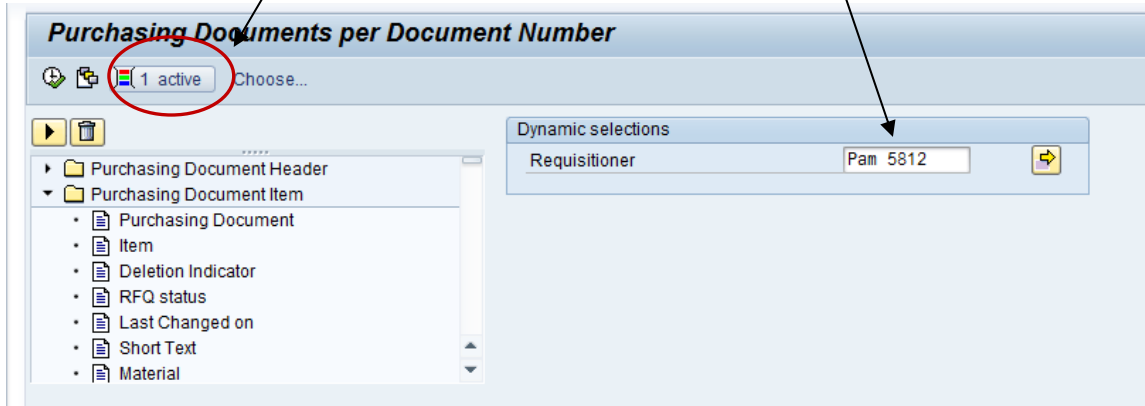 Purchasing Documents per Document Number
1 active Choose...
Dynamic selections
Requisitioner Pam 5812
Purchasing Document Header
Purchasing Document Item
Purchasing Document
Item
Deletion Indicator
RFQ status
Last Changed on
Short Text
Material